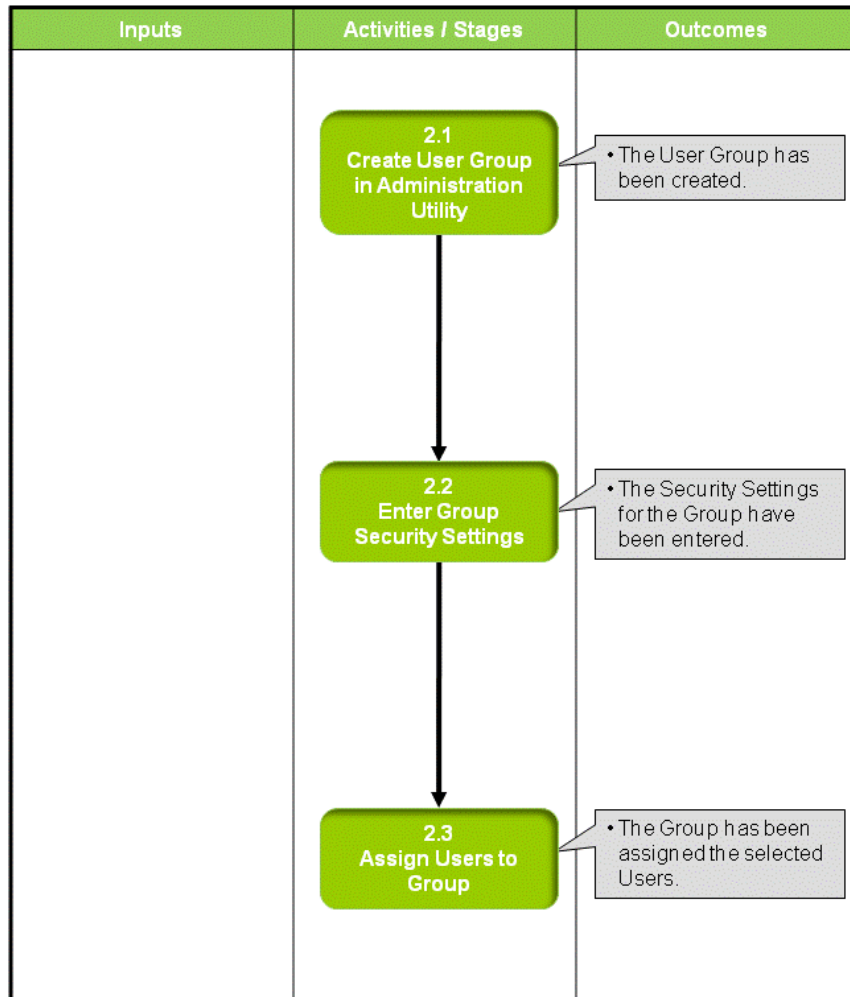 Inputs
Activities / Stages
Outcomes
2.1
Create User Group
in Administration
Utility
• The User Group has
been created.
2.2
Enter Group
Security Settings
• The Security Settings
for the Group have
been entered.
2.3
Assign Users to
Group
• The Group has been
assigned the selected
Users.